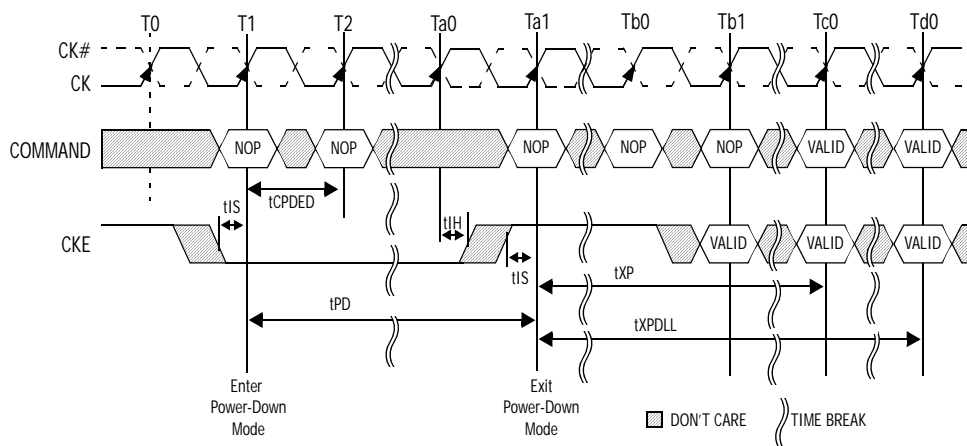 T0 T1 T2 Ta0 Ta1 Tb0 Tb1 Tc0 Td0
CK#
CK
COMMAND NOP NOP NOP NOP NOP VALID VALID
tCPDED
tIS tIH
CKE VALID VALID VALID
tIS
tXP
tPD
tXPDLL
Enter
Power-Down
Mode
Exit
Power-Down
Mode
DON'T CARE TIME BREAK